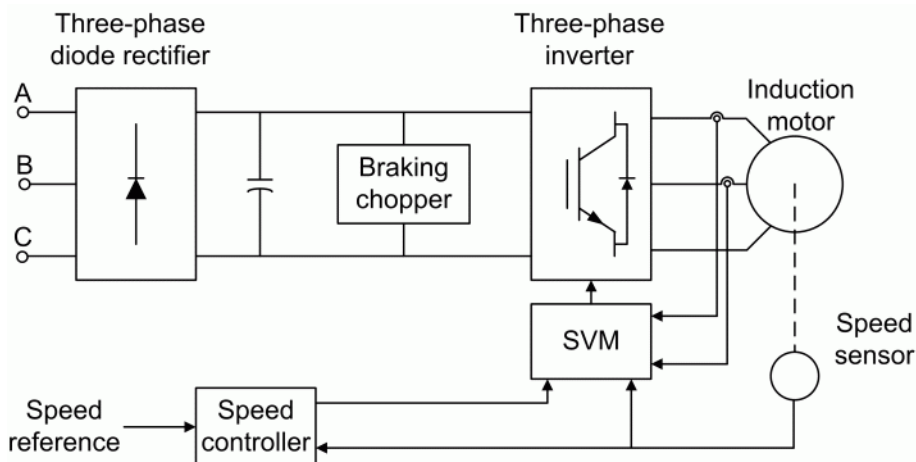 Three-phase
diode rectifier
Three-phase
inverter
A
B
C
Induction
motor
Braking
chopper
SVM
Speed
sensor
Speed
reference
Speed
controller